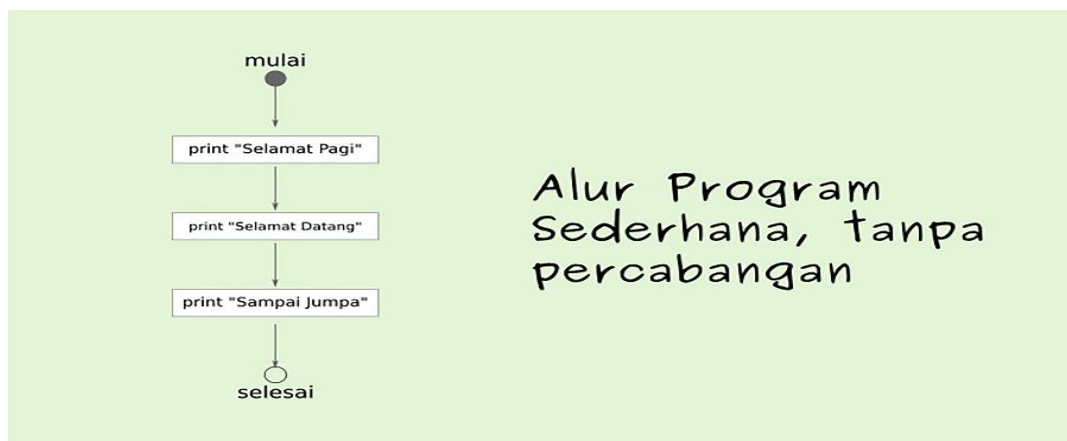 mulai
print "Selamat Pagi"
print "Selamat Datang"
print "Sampai Jumpa"
selesai
Alur Program
Sederhana, tanpa
percabangan